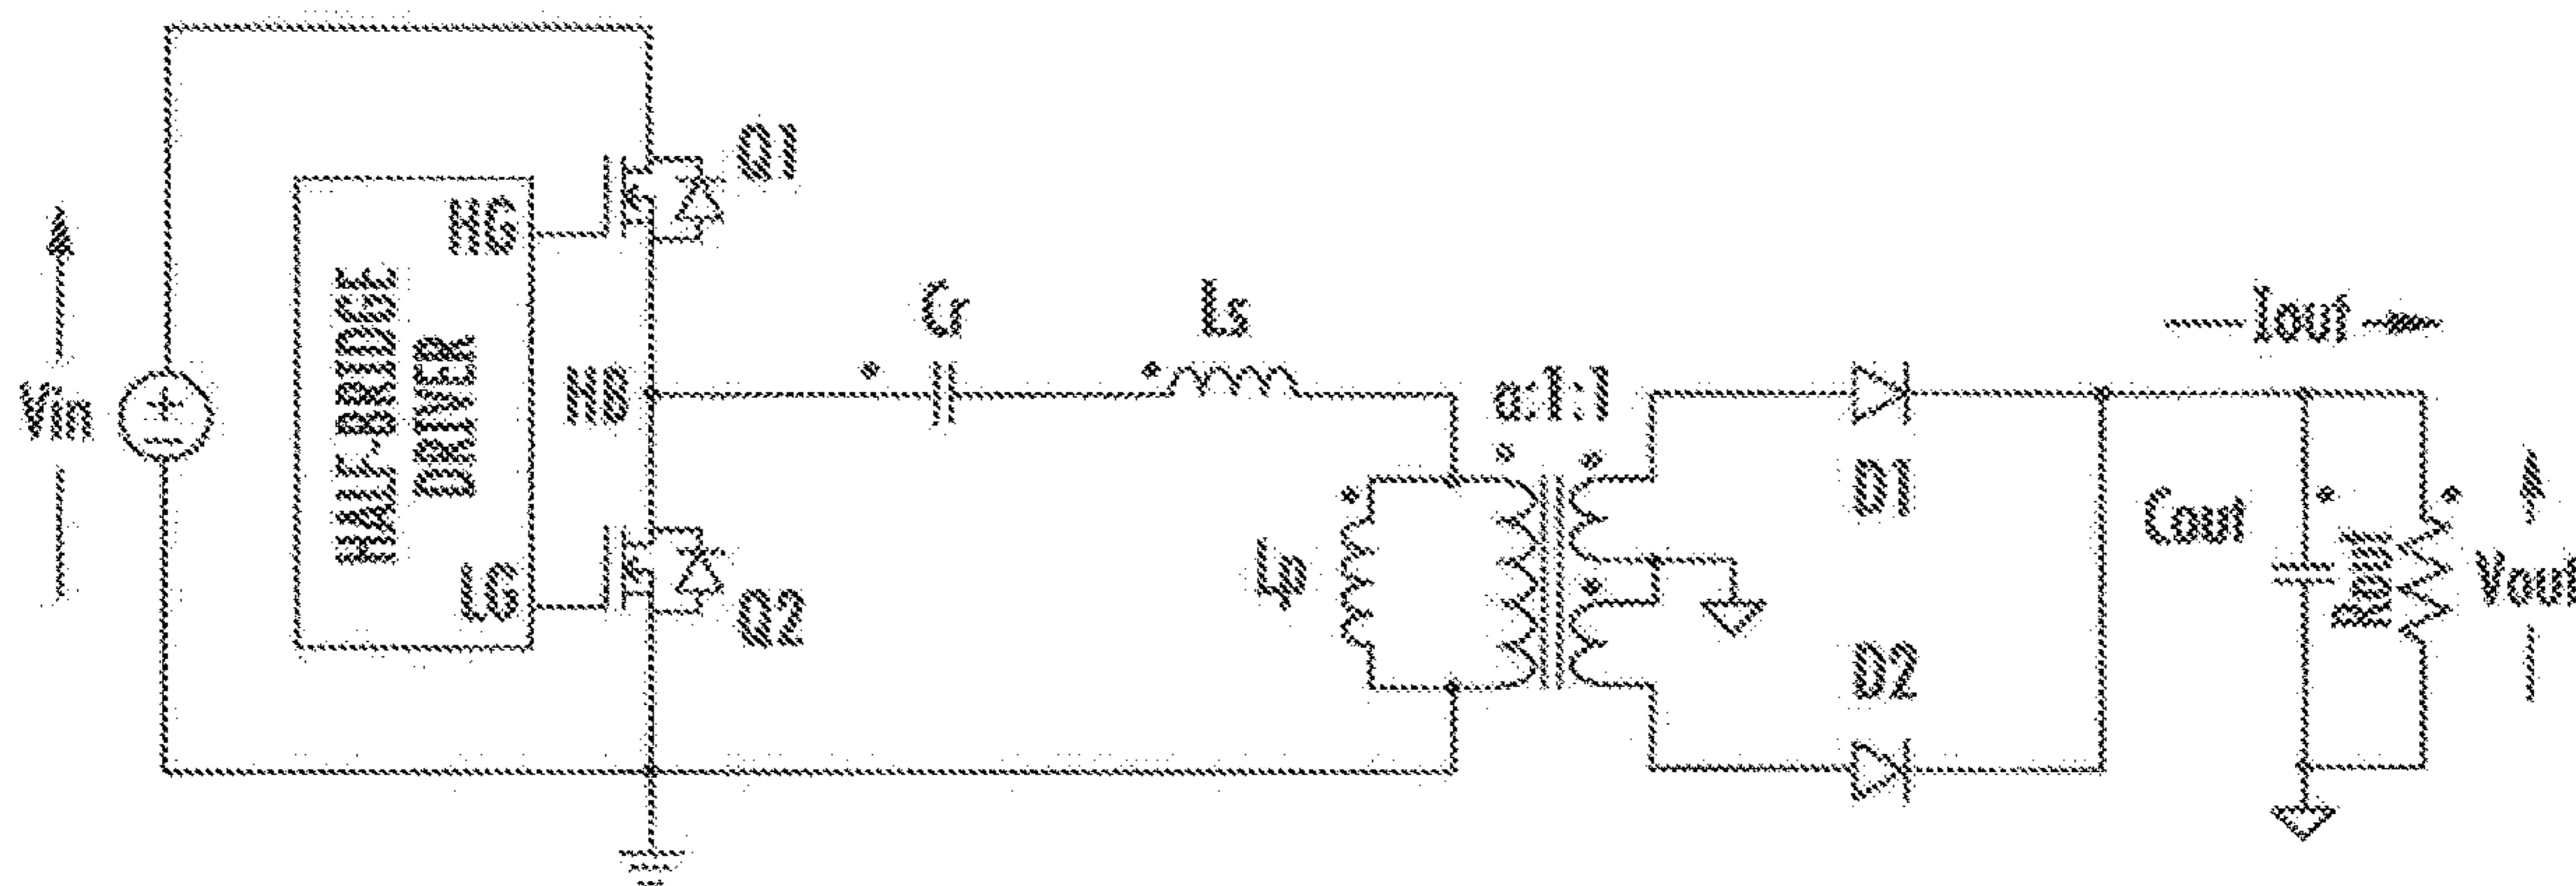 Q1
HG
HALF-BRIDGE
DRIVER
Vin
HB
LG
Q2
Cr
Ls
Lp
a:1:1
D1
D2
Iout
Cout
Rout
Vout